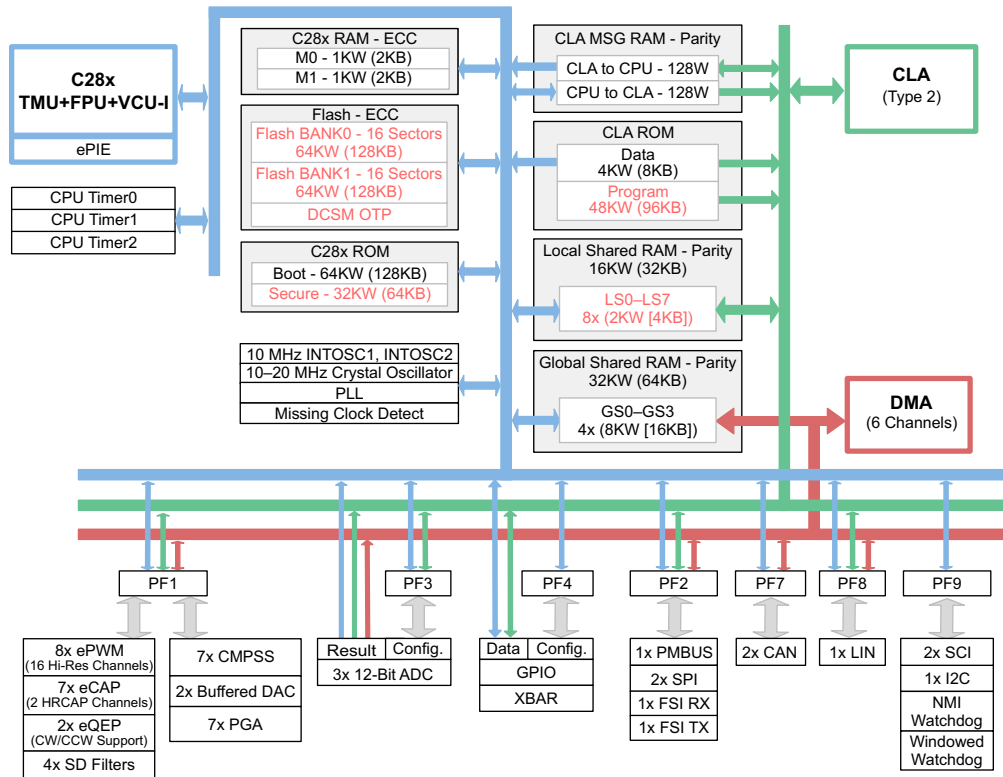 C28x
TMU+FPU+VCU-I
ePIE
CPU Timer0
CPU Timer1
CPU Timer2
C28x RAM - ECC
M0 - 1KW (2KB)
M1 - 1KW (2KB)
Flash - ECC
Flash BANK0 - 16 Sectors
64KW (128KB)
Flash BANK1 - 16 Sectors
64KW (128KB)
DCSM OTP
C28x ROM
Boot - 64KW (128KB)
Secure - 32KW (64KB)
10 MHz INTOSC1, INTOSC2
10–20 MHz Crystal Oscillator
PLL
Missing Clock Detect
CLA MSG RAM - Parity
CLA to CPU - 128W
CPU to CLA - 128W
CLA ROM
Data
4KW (8KB)
Program
48KW (96KB)
Local Shared RAM - Parity
16KW (32KB)
LS0–LS7
8x (2KW [4KB])
Global Shared RAM - Parity
32KW (64KB)
GS0–GS3
4x (8KW [16KB])
CLA
(Type 2)
DMA
(6 Channels)
PF1
PF3
PF4
PF2
PF7
PF8
PF9
8x ePWM
(16 Hi-Res Channels)
7x eCAP
(2 HRCAP Channels)
2x eQEP
(CW/CCW Support)
4x SD Filters
7x CMPSS
2x Buffered DAC
7x PGA
Result
Config.
3x 12-Bit ADC
Data
Config.
GPIO
XBAR
1x PMBUS
2x SPI
1x FSI RX
1x FSI TX
2x CAN
1x LIN
2x SCI
1x I2C
NMI
Watchdog
Windowed
Watchdog